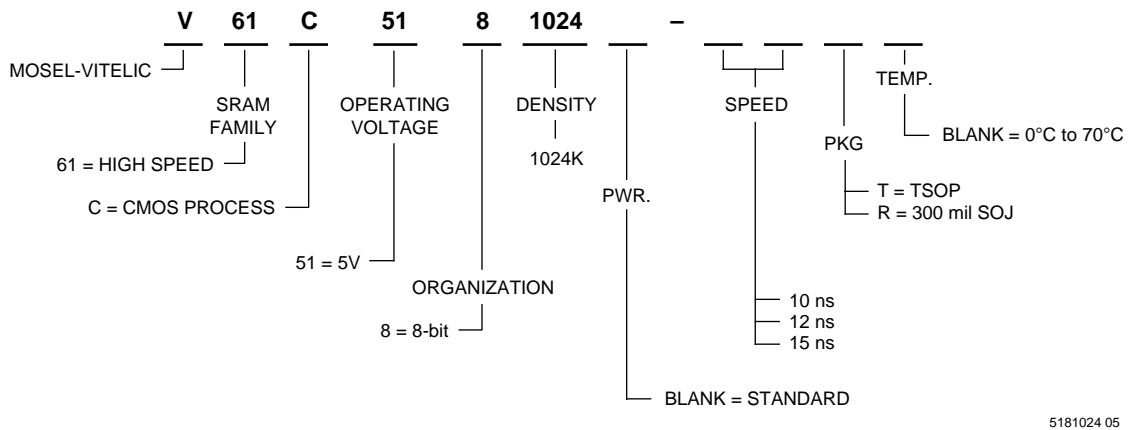 V 61 C 51 8 1024 –
MOSEL-VITELIC
TEMP.
SRAM
FAMILY
OPERATING
VOLTAGE
DENSITY
SPEED
BLANK = 0°C to 70°C
PKG
61 = HIGH SPEED
1024K
PWR.
T = TSOP
C = CMOS PROCESS
R = 300 mil SOJ
51 = 5V
ORGANIZATION
10 ns
8 = 8-bit
12 ns
15 ns
BLANK = STANDARD
5181024 05